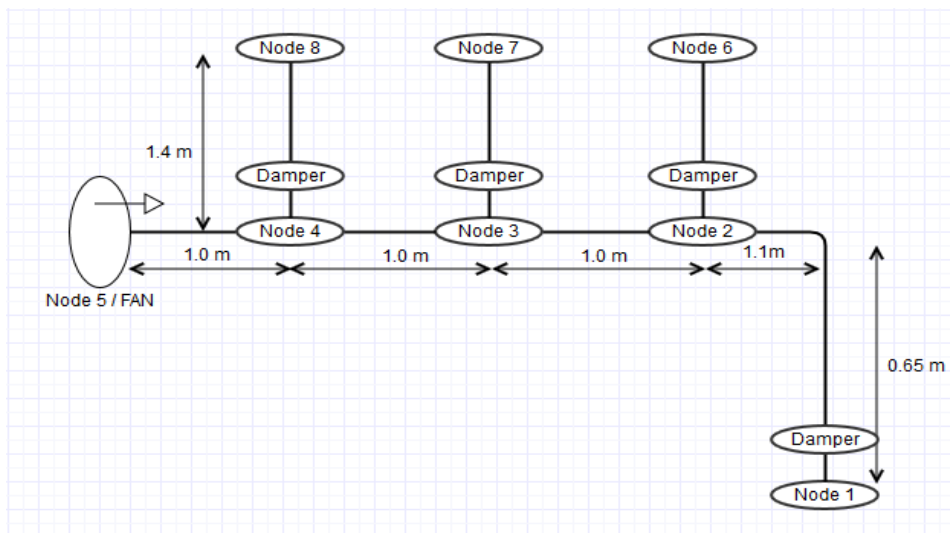 Node 8
Node 7
Node 6
1.4 m
Damper
Damper
Damper
Node 4
Node 3
Node 2
1.0 m
1.0 m
1.0 m
1.1m
Node 5 / FAN
0.65 m
Damper
Node 1